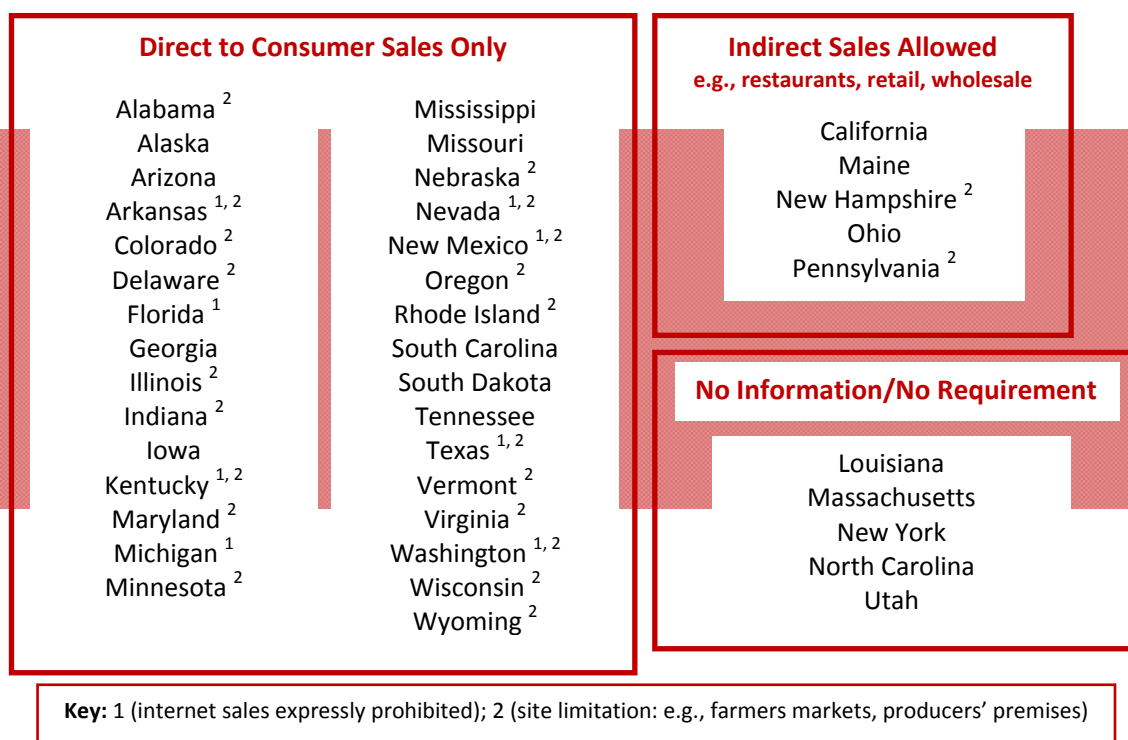 Direct to Consumer Sales Only
Alabama 2
Alaska
Arizona
Arkansas 1, 2
Colorado 2
Delaware 2
Florida 1
Georgia
Illinois 2
Indiana 2
Iowa
Kentucky 1, 2
Maryland 2
Michigan 1
Minnesota 2
Mississippi
Missouri
Nebraska 2
Nevada 1, 2
New Mexico 1, 2
Oregon 2
Rhode Island 2
South Carolina
South Dakota
Tennessee
Texas 1, 2
Vermont 2
Virginia 2
Washington 1, 2
Wisconsin 2
Wyoming 2
Indirect Sales Allowed
e.g., restaurants, retail, wholesale
California
Maine
New Hampshire 2
Ohio
Pennsylvania 2
No Information/No Requirement
Louisiana
Massachusetts
New York
North Carolina
Utah
Key: 1 (internet sales expressly prohibited); 2 (site limitation: e.g., farmers markets, producers’ premises)